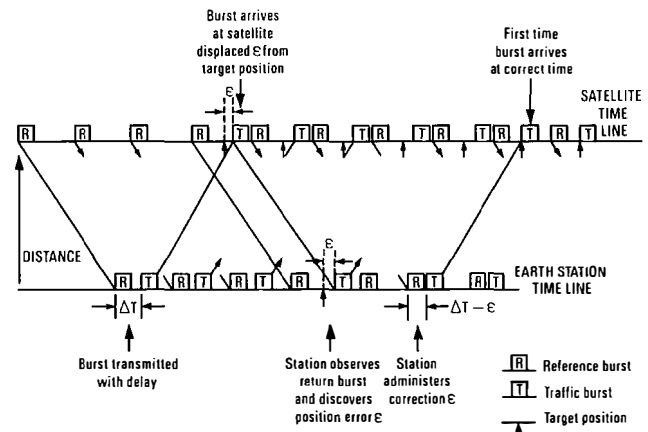 Burst arrives
at satellite
displaced ε from
target position
First time
burst arrives
at correct time
ε
SATELLITE
TIME
LINE
R R R R T R T R T R T R T R T
DISTANCE
ε
EARTH STATION
TIME LINE
R T R T R T R T R R T R T
ΔT
ΔT − ε
Burst transmitted
with delay
Station observes
return burst
and discovers
position error ε
Station
administers
correction ε
R Reference burst
T Traffic burst
Target position